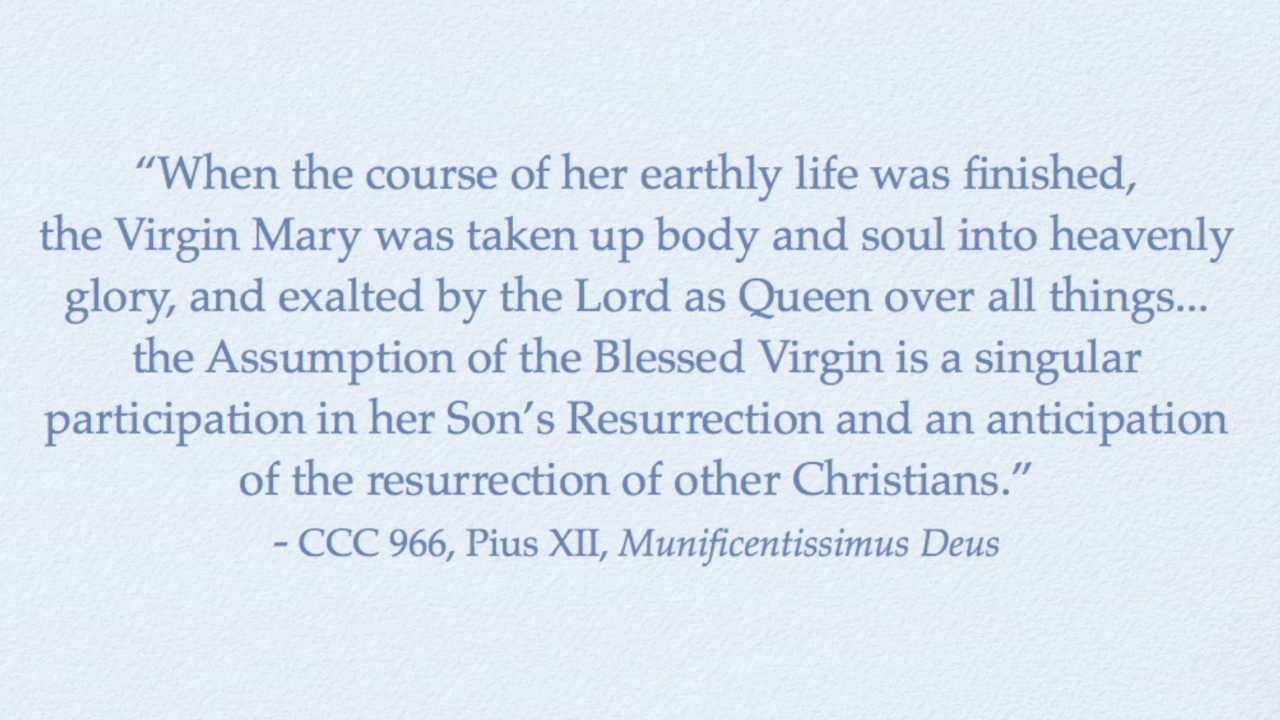 “When the course of her earthly life was finished,
the Virgin Mary was taken up body and soul into heavenly
glory, and exalted by the Lord as Queen over all things...
the Assumption of the Blessed Virgin is a singular
participation in her Son’s Resurrection and an anticipation
of the resurrection of other Christians.”
- CCC 966, Pius XII, Munificentissimus Deus